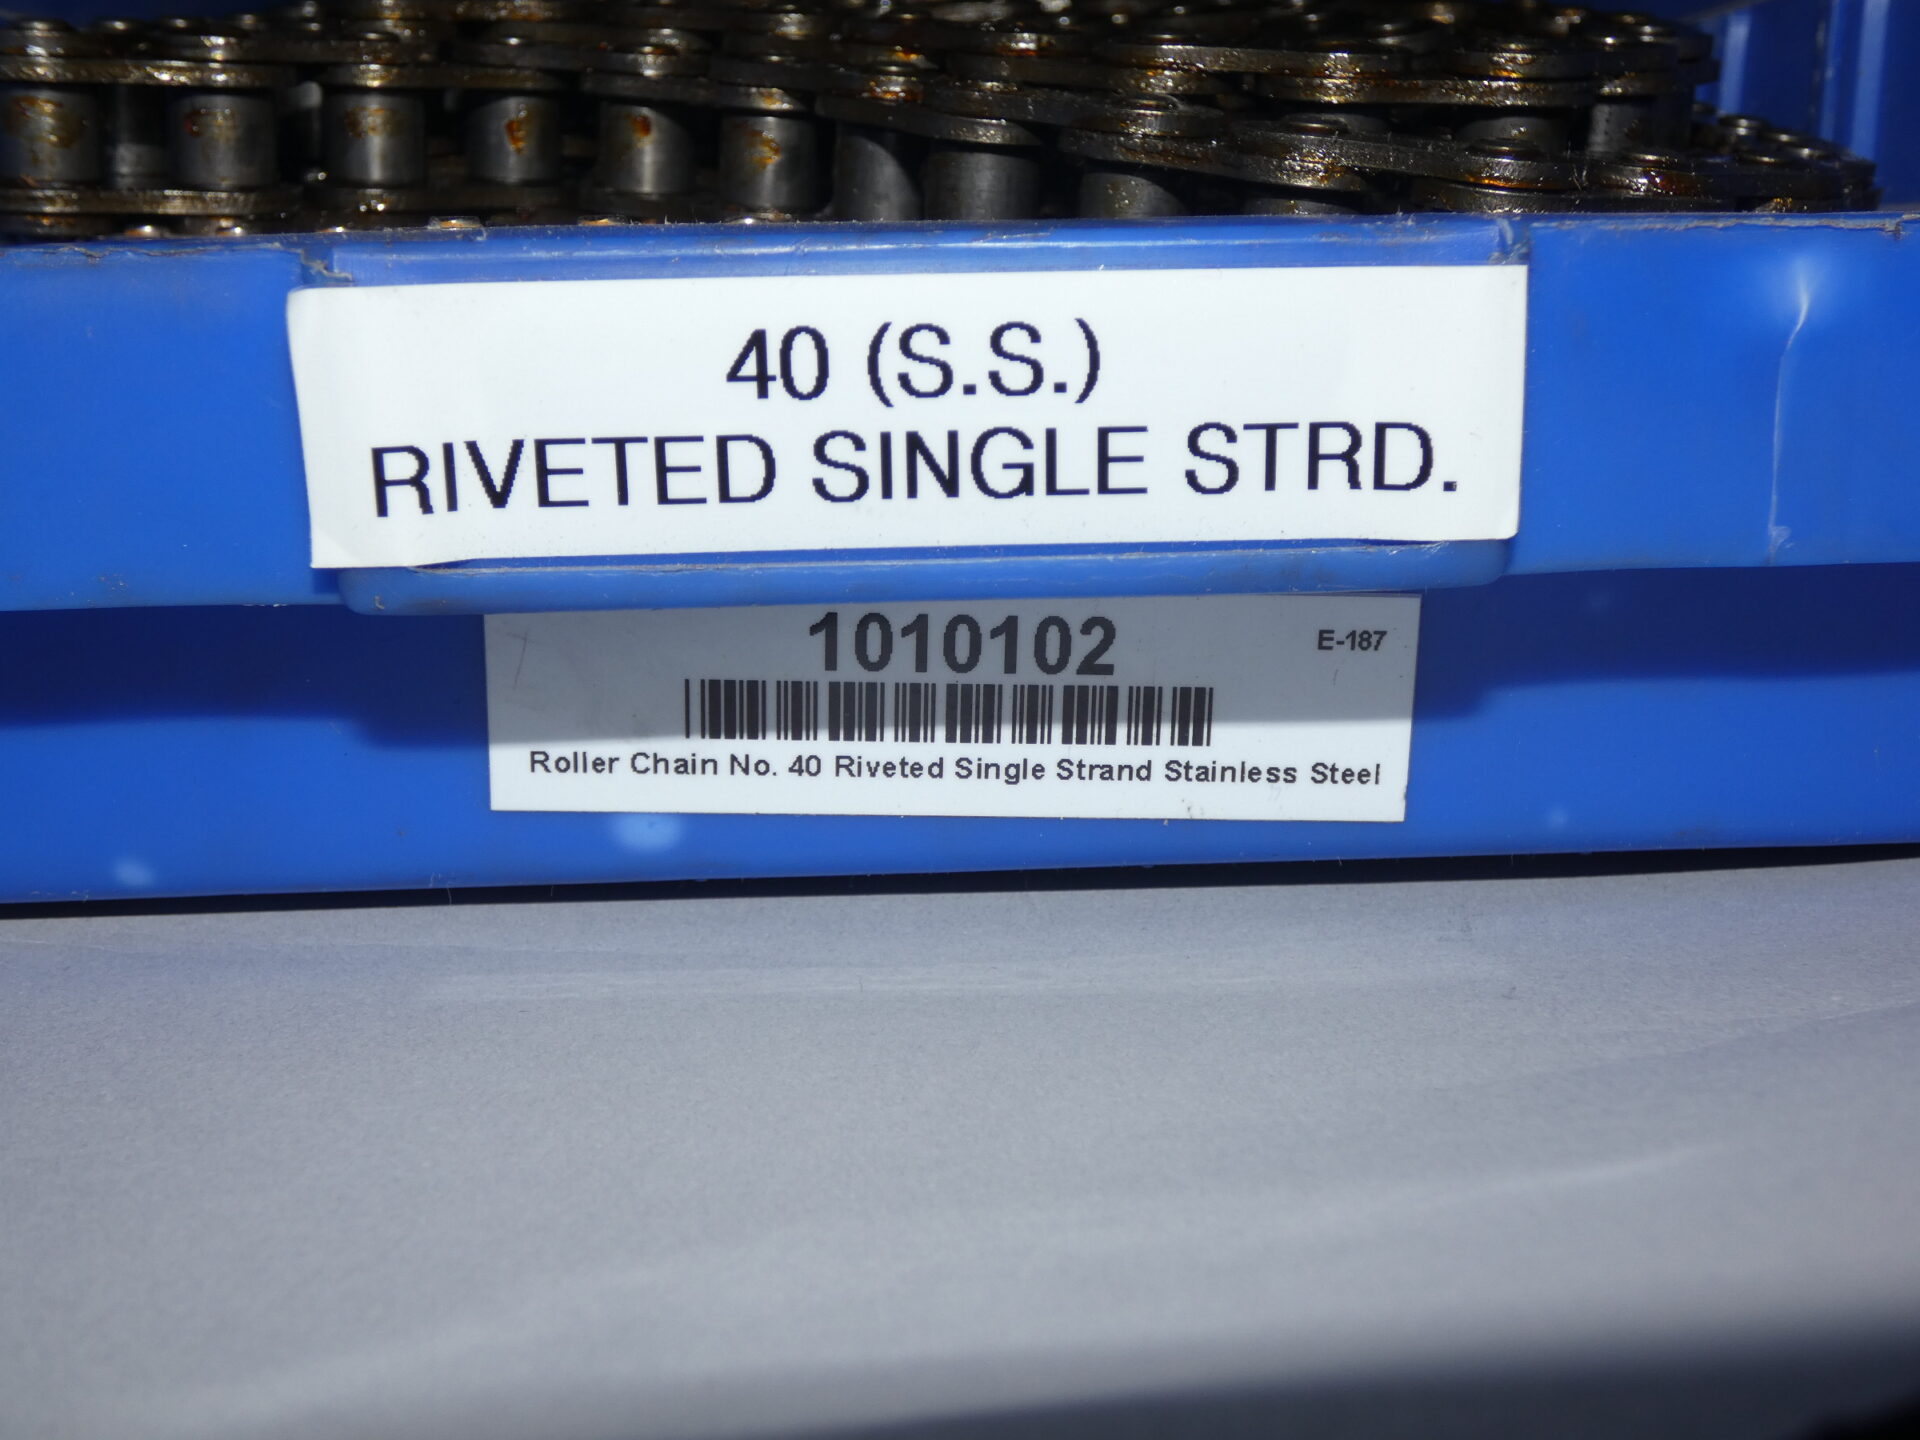 40 (S.S.)
RIVETED SINGLE STRD.
1010102
E-187
Roller Chain No. 40 Riveted Single Strand Stainless Steel